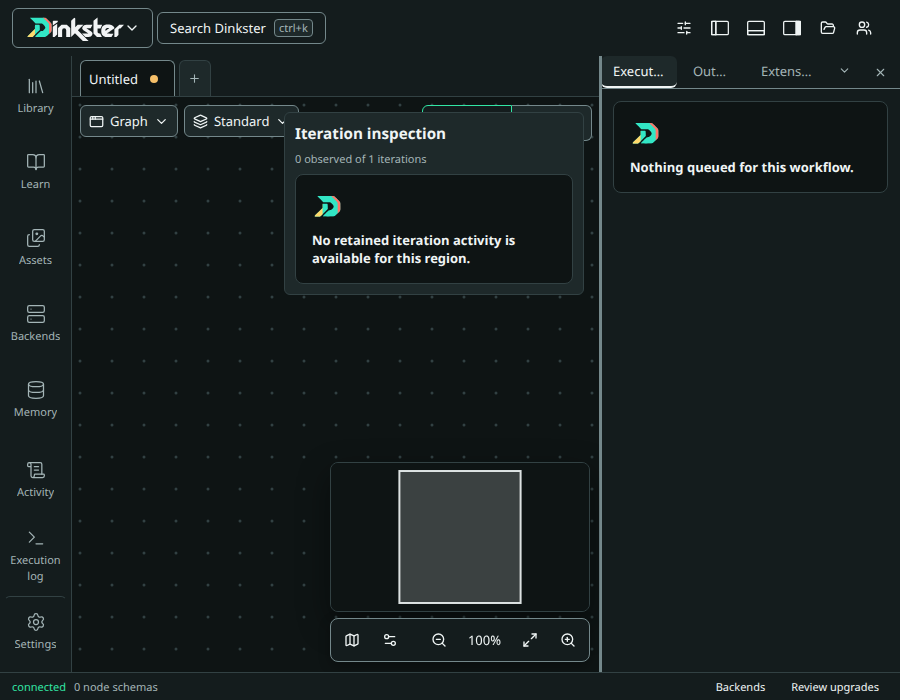 Dinkster
Search Dinkster ctrl+k
Untitled
+
Execut...
Out...
Extens...
Library
Learn
Assets
Backends
Memory
Activity
Execution
log
Settings
Graph
Standard
Iteration inspection
0 observed of 1 iterations
No retained iteration activity is
available for this region.
Nothing queued for this workflow.
100%
connected
0 node schemas
Backends
Review upgrades